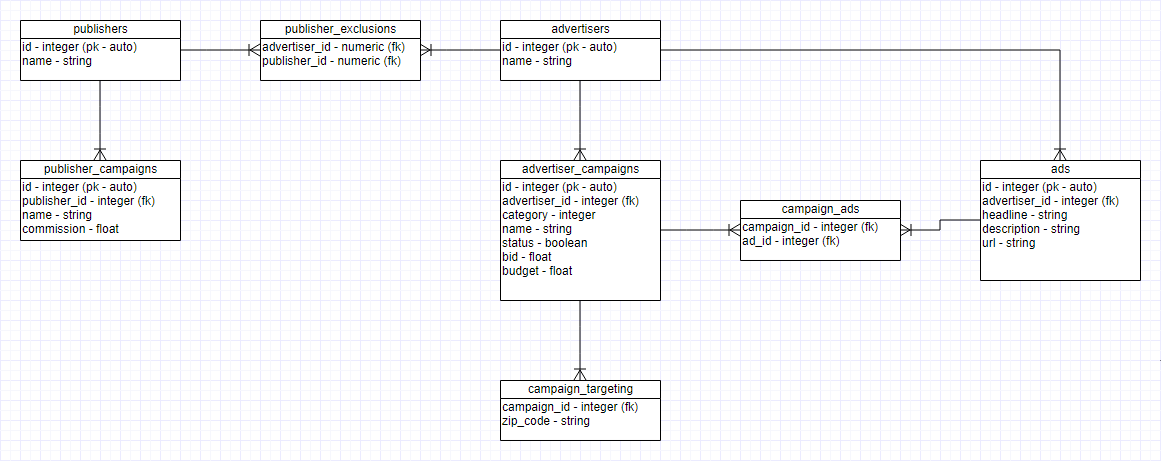 publishers
id - integer (pk - auto)
name - string
publisher_exclusions
advertiser_id - numeric (fk)
publisher_id - numeric (fk)
advertisers
id - integer (pk - auto)
name - string
publisher_campaigns
id - integer (pk - auto)
publisher_id - integer (fk)
name - string
commission - float
advertiser_campaigns
id - integer (pk - auto)
advertiser_id - integer (fk)
category - integer
name - string
status - boolean
bid - float
budget - float
campaign_ads
campaign_id - integer (fk)
ad_id - integer (fk)
ads
id - integer (pk - auto)
advertiser_id - integer (fk)
headline - string
description - string
url - string
campaign_targeting
campaign_id - integer (fk)
zip_code - string